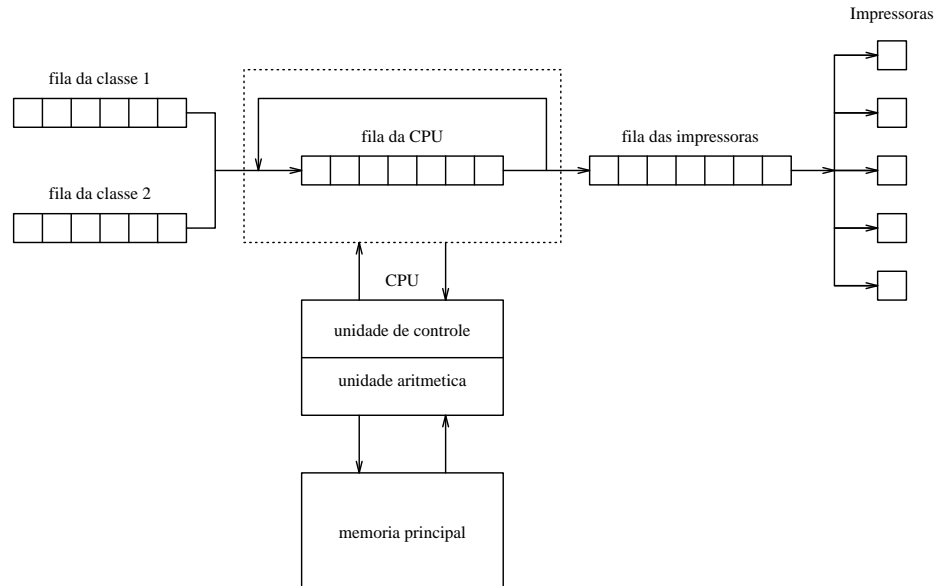 Impressoras
fila da classe 1
fila da CPU
fila das impressoras
fila da classe 2
CPU
unidade de controle
unidade aritmetica
memoria principal